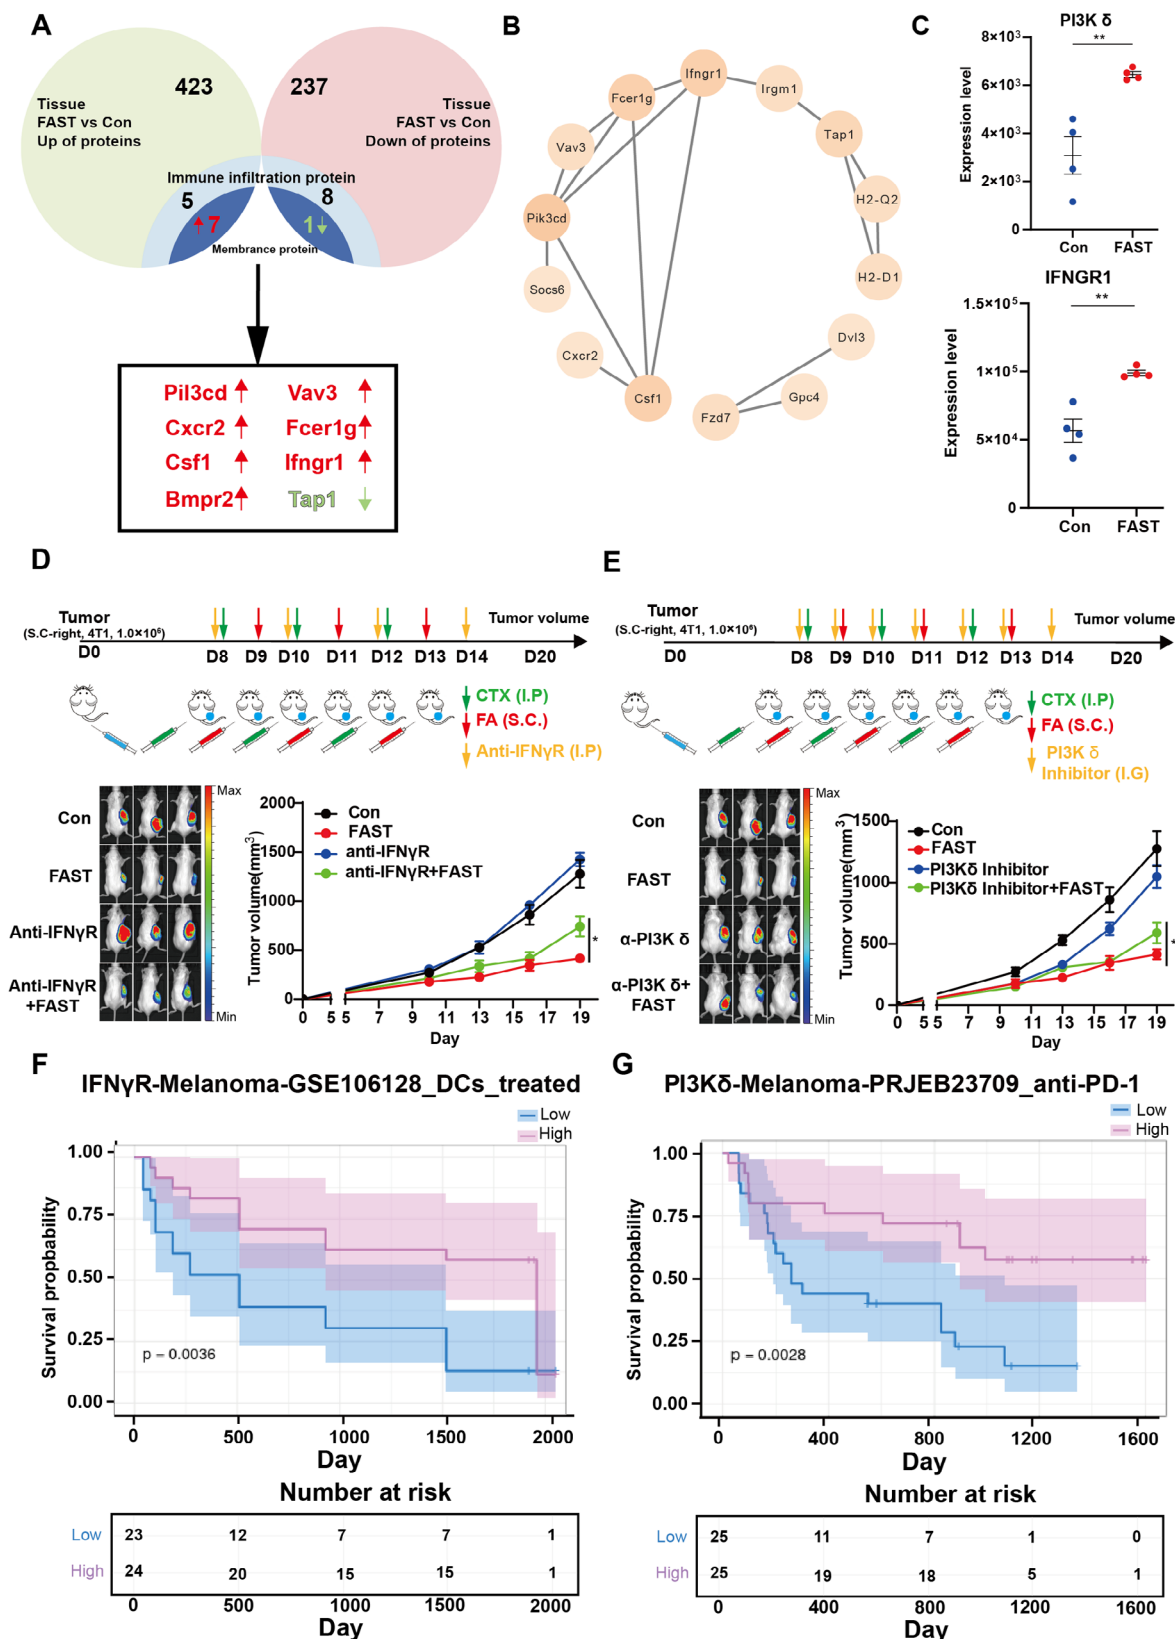 A
423
237
Tissue
FAST vs Con
Up of proteins
Tissue
FAST vs Con
Down of proteins
Immune infiltration protein
5
8
7
1
Membrance protein
Pil3cd
Vav3
Cxcr2
Fcer1g
Csf1
Ifngr1
Bmpr2
Tap1
B
Ifngr1
Fcer1g
Irgm1
Vav3
Tap1
Pik3cd
H2-Q2
Socs6
H2-D1
Cxcr2
Dvl3
Csf1
Gpc4
Fzd7
C
PI3K δ
8×10³
**
6×10³
4×10³
2×10³
0
Expression level
Con
FAST
IFNGR1
1.5×10⁵
**
1×10⁵
5×10⁴
0
Expression level
Con
FAST
D
Tumor
(S.C-right, 4T1, 1.0×10⁶)
Tumor volume
D0
D8
D9
D10
D11
D12
D13
D14
D20
CTX (I.P)
FA (S.C.)
Anti-IFNγR (I.P)
Con
FAST
Anti-IFNγR
Anti-IFNγR
+FAST
Max
Min
2000
1500
1000
500
0
Tumor volume(mm³)
Con
FAST
anti-IFNγR
anti-IFNγR+FAST
*
0
5
5
7
9
11
13
15
17
19
Day
E
Tumor
(S.C-right, 4T1, 1.0×10⁶)
Tumor volume
D0
D8
D9
D10
D11
D12
D13
D14
D20
CTX (I.P)
FA (S.C.)
PI3K δ
Inhibitor (I.G)
Con
FAST
α-PI3K δ
α-PI3K δ+
FAST
Max
Min
1500
1000
500
0
Tumor volume(mm³)
Con
FAST
PI3Kδ Inhibitor
PI3Kδ Inhibitor+FAST
*
0
5
5
7
9
11
13
15
17
19
Day
F
IFNγR-Melanoma-GSE106128_DCs_treated
Low
High
1.00
0.75
0.50
0.25
0.00
Survival propbability
p = 0.0036
0
500
1000
1500
2000
Day
Number at risk
Low
23
12
7
7
1
High
24
20
15
15
1
0
500
1000
1500
2000
Day
G
PI3Kδ-Melanoma-PRJEB23709_anti-PD-1
Low
High
1.00
0.75
0.50
0.25
0.00
Survival propbability
p = 0.0028
0
400
800
1200
1600
Day
Number at risk
Low
25
11
7
1
0
High
25
19
18
5
1
0
400
800
1200
1600
Day